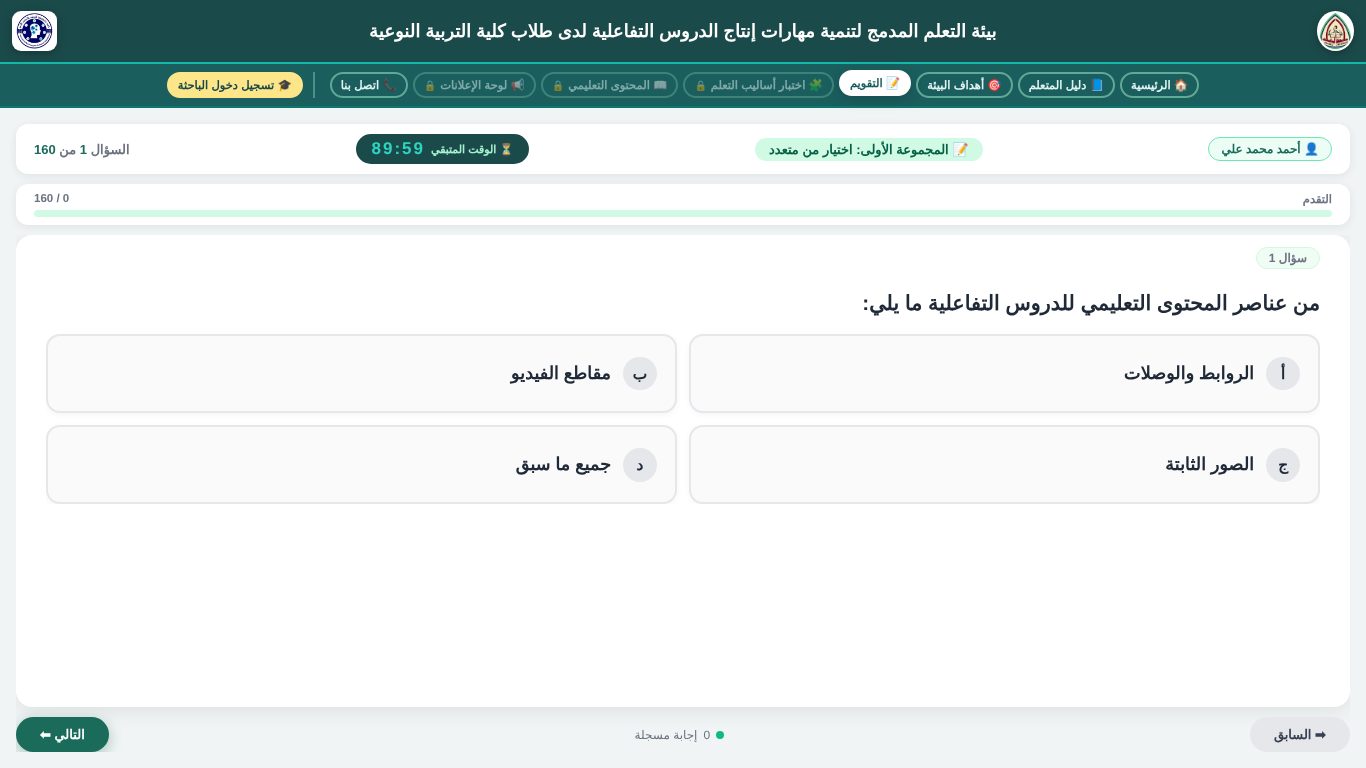 بيئة التعلم المدمج لتنمية مهارات إنتاج الدروس التفاعلية لدى طلاب كلية التربية النوعية
🏠 الرئيسية
📘 دليل المتعلم
🎯 أهداف البيئة
📝 التقويم
🧩 اختبار أساليب التعلم 🔒
📖 المحتوى التعليمي 🔒
📢 لوحة الإعلانات 🔒
📞 اتصل بنا
🎓 تسجيل دخول الباحثة
👤 أحمد محمد علي
📝 المجموعة الأولى: اختيار من متعدد
⏳ الوقت المتبقي 89:59
السؤال 1 من 160
التقدم
0 / 160
سؤال 1
من عناصر المحتوى التعليمي للدروس التفاعلية ما يلي:
أ الروابط والوصلات
ب مقاطع الفيديو
ج الصور الثابتة
د جميع ما سبق
➡ السابق
0 إجابة مسجلة
التالي ⬅